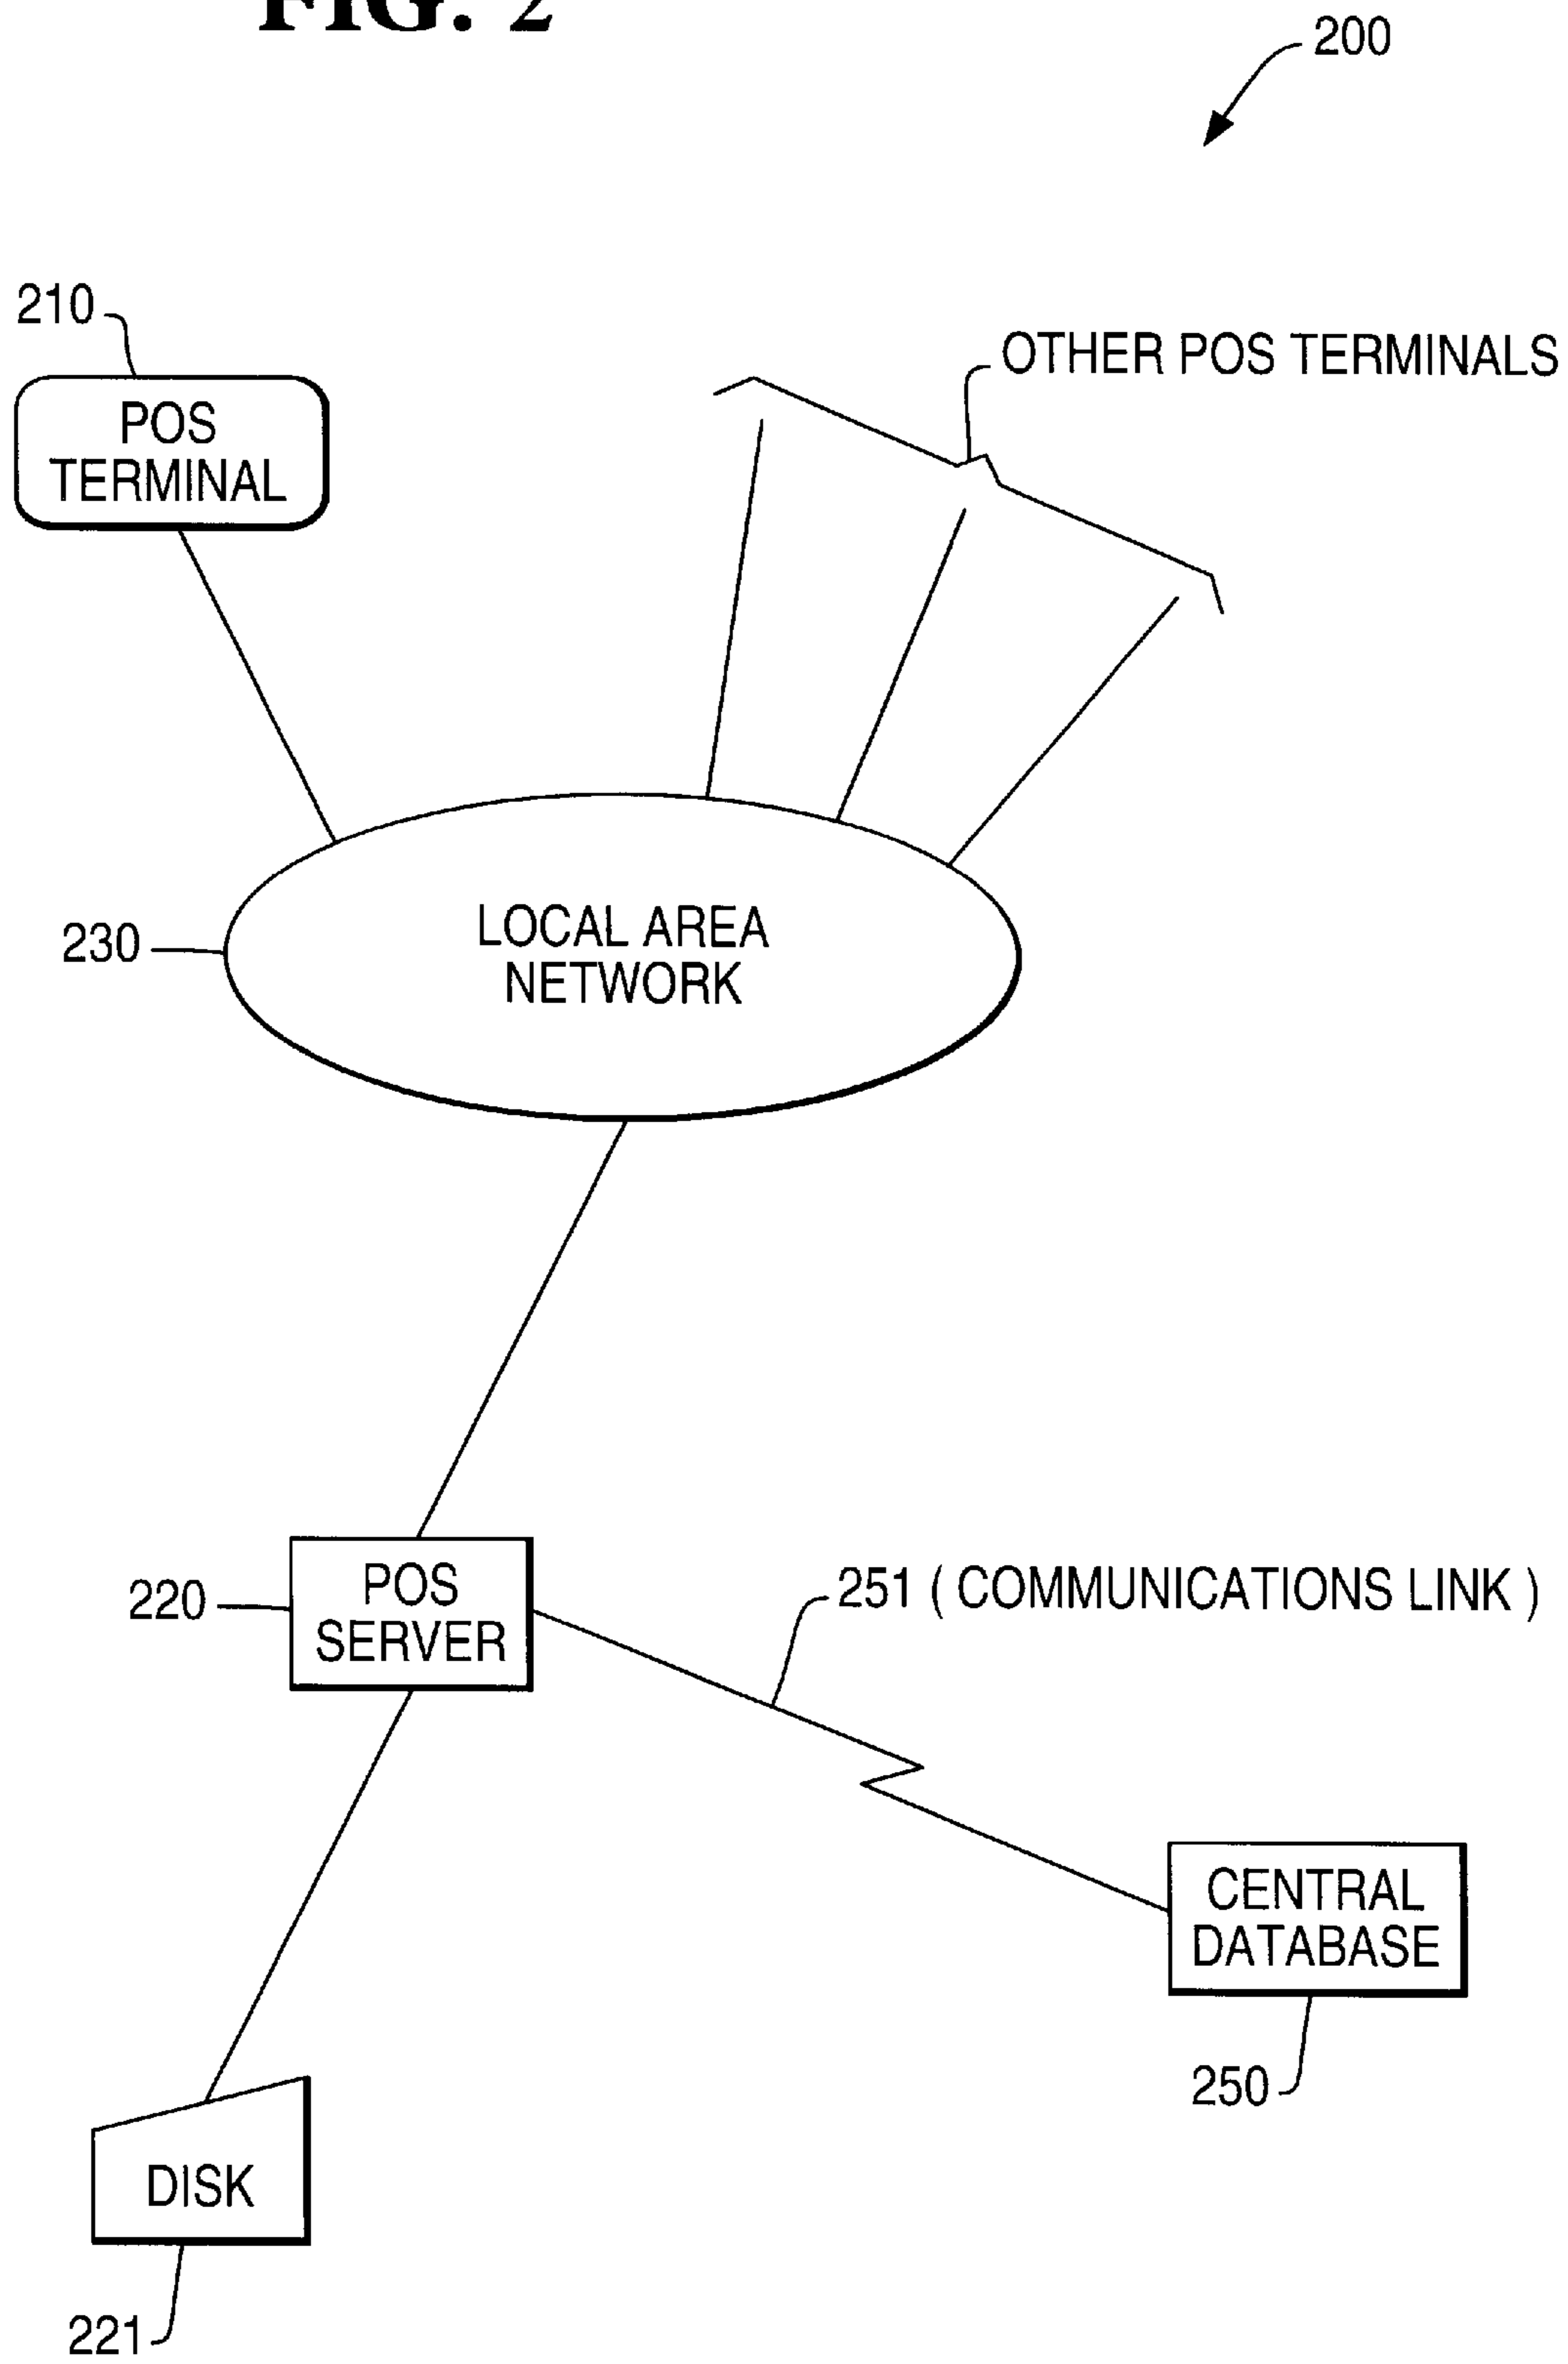 FIG. 2
200
210
POS
TERMINAL
OTHER POS TERMINALS
230
LOCAL AREA
NETWORK
220
POS
SERVER
251 ( COMMUNICATIONS LINK )
CENTRAL
DATABASE
250
DISK
221